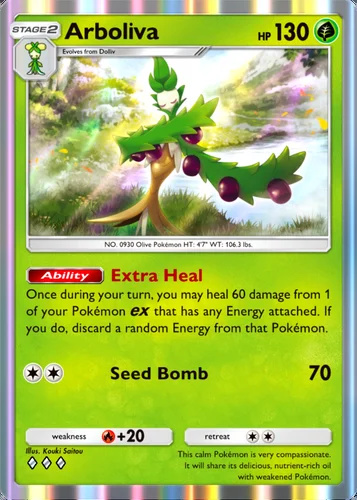 STAGE 2 Arboliva HP 130
Evolves from Dolliv
NO. 0930 Olive Pokémon HT: 4'7" WT: 106.3 lbs.
Ability Extra Heal
Once during your turn, you may heal 60 damage from 1
of your Pokémon ex that has any Energy attached. If
you do, discard a random Energy from that Pokémon.
Seed Bomb 70
weakness +20 retreat
Illus. Kouki Saitou
This calm Pokémon is very compassionate.
It will share its delicious, nutrient-rich oil
with weakened Pokémon.